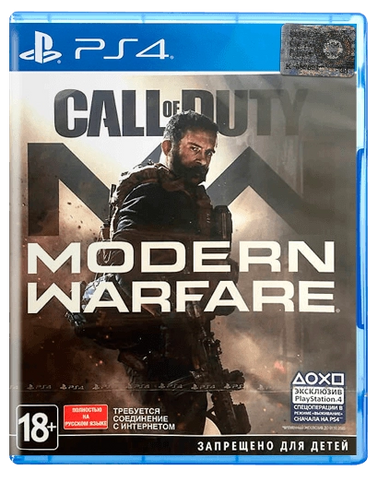 PS4
CALL OF DUTY
MODERN
WARFARE
ЭКСКЛЮЗИВ
PlayStation.4
СПЕЦОПЕРАЦИИ В
РЕЖИМЕ «ВЫЖИВАНИЕ»
СНАЧАЛА НА PS4
18+
ПОЛНОСТЬЮ
НА
РУССКОМ ЯЗЫКЕ
ТРЕБУЕТСЯ
СОЕДИНЕНИЕ
С ИНТЕРНЕТОМ
ЗАПРЕЩЕНО ДЛЯ ДЕТЕЙ